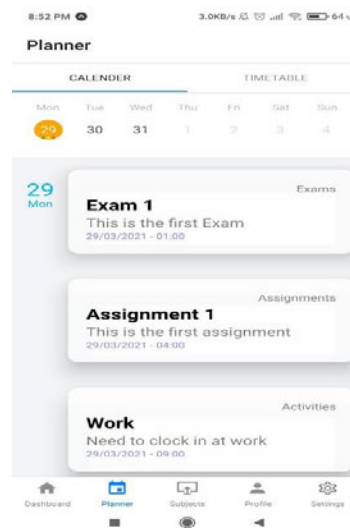 8:52 PM
3.0KB/s
64
Planner
CALENDER
TIMETABLE
Mon Tue Wed Thu Fri Sat Sun
29 30 31 1 2 3 4
29
Mon
Exams
Exam 1
This is the first Exam
29/03/2021 - 01:00
Assignments
Assignment 1
This is the first assignment
29/03/2021 - 04:00
Activities
Work
Need to clock in at work
29/03/2021 - 09:00
Dashboard Planner Subjects Profile Settings